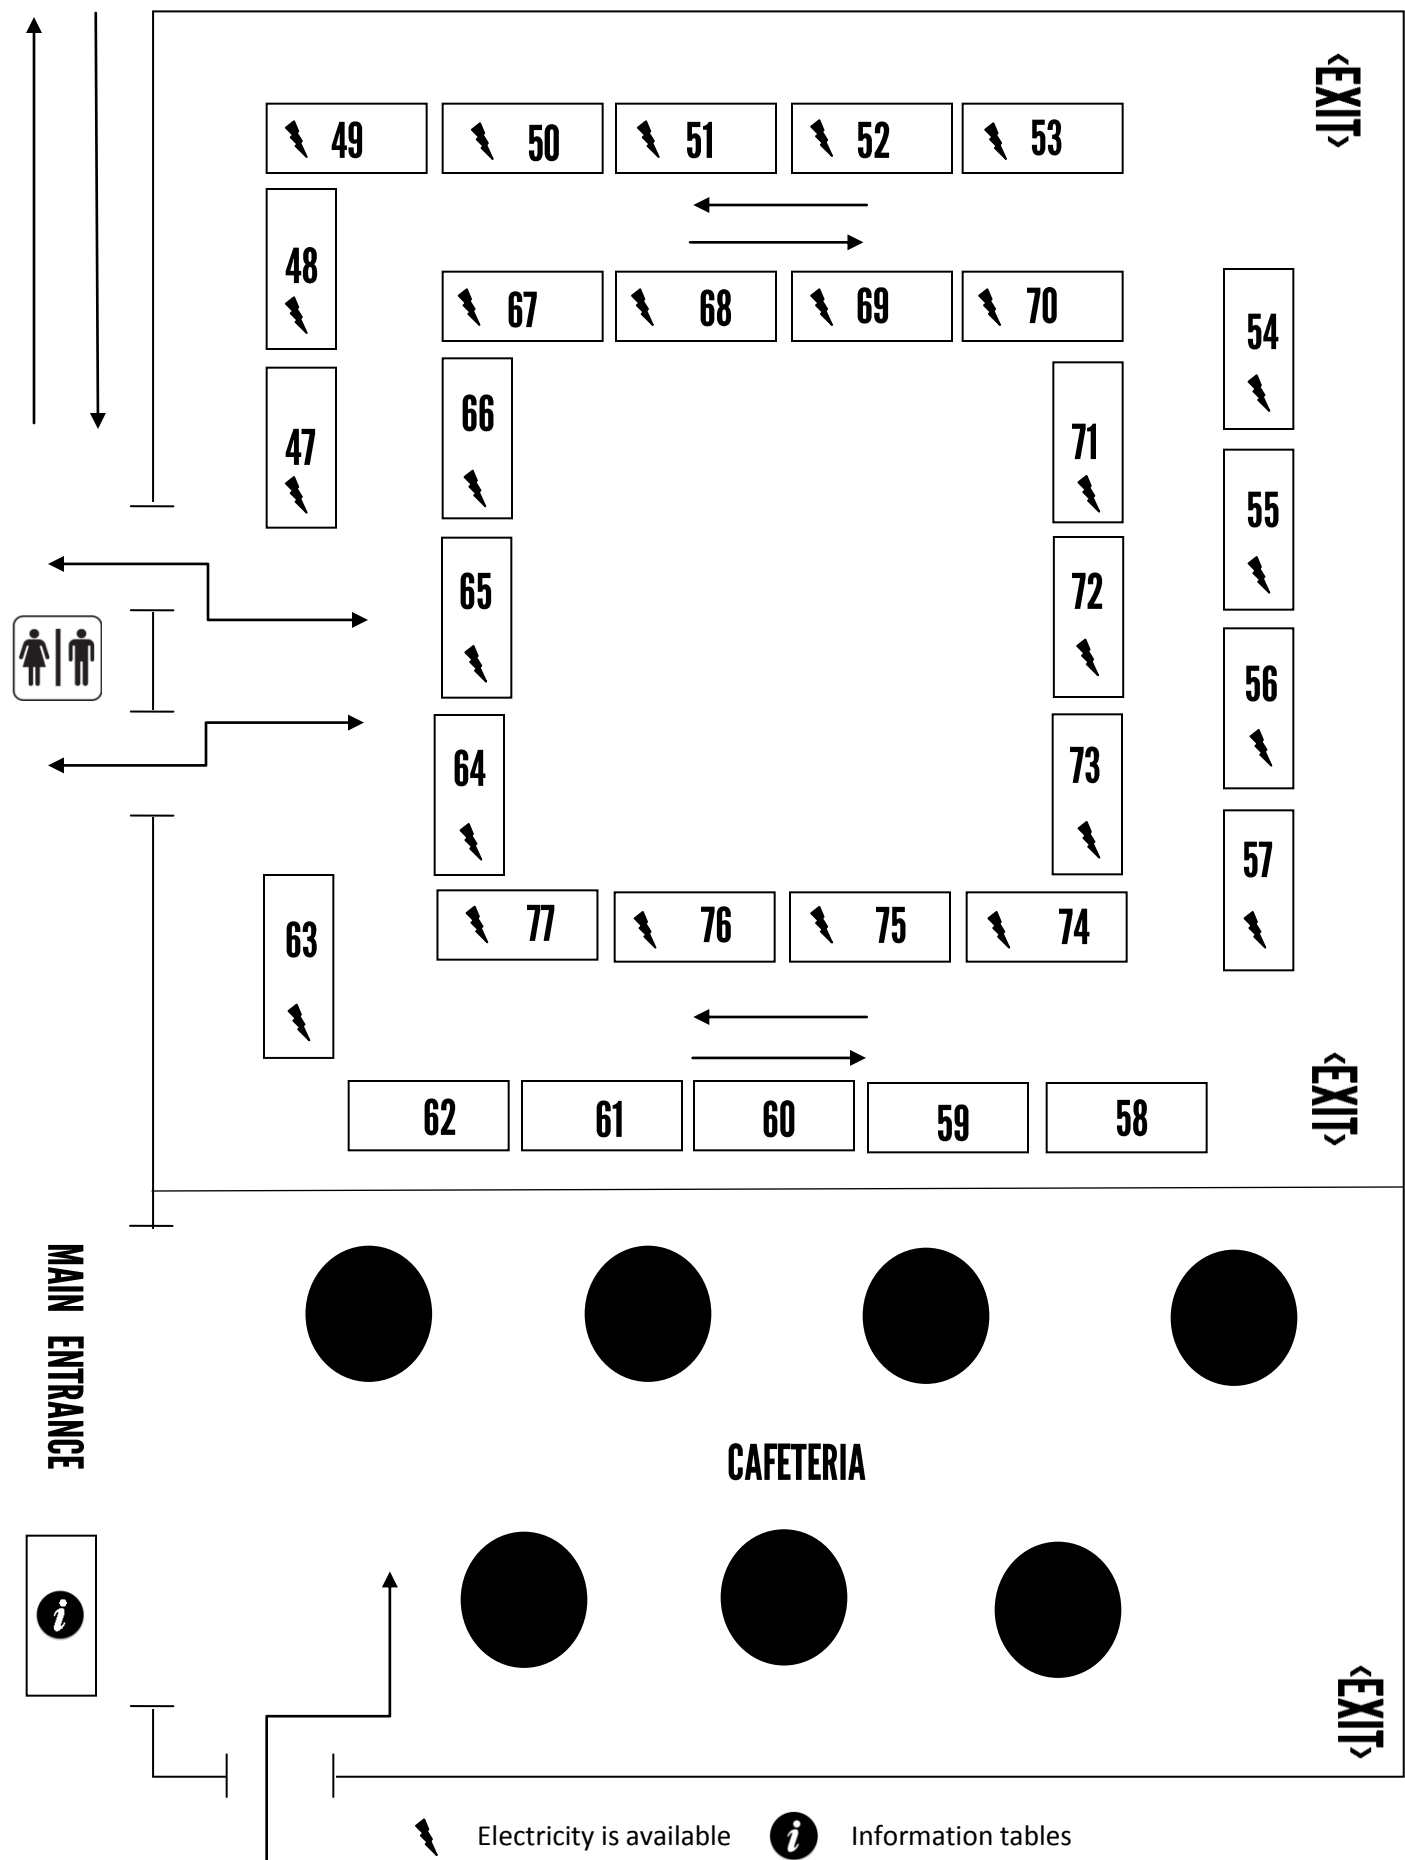 <EXIT>
49 50 51 52 53
48
67 68 69 70
54
47
66
71
55
65
72
56
64
73
57
63
77 76 75 74
<EXIT>
62 61 60 59 58
MAIN ENTRANCE
CAFETERIA
i
<EXIT>
Electricity is available i Information tables